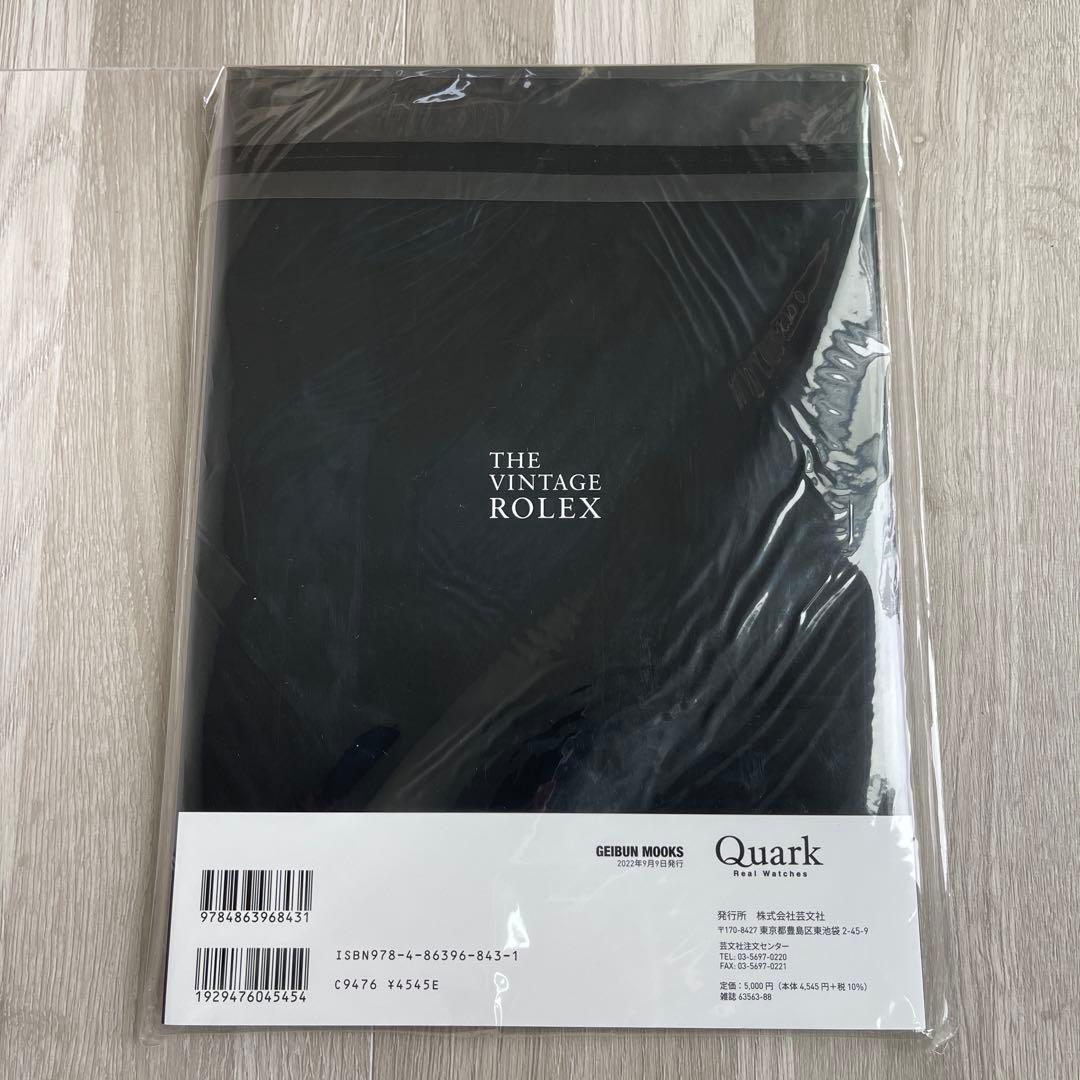 THE
VINTAGE
ROLEX
GEIBUN MOOKS
2022年9月9日発行
Quark
Real Watches
9784863968431
ISBN978-4-86396-843-1
1929476045454
C9476 ¥4545E
発行所 株式会社芸文社
〒170-8427 東京都豊島区東池袋 2-45-9
芸文社注文センター
TEL: 03-5697-0220
FAX: 03-5697-0221
定価：5,000円（本体 4,545円＋税10%）
雑誌 63563-88